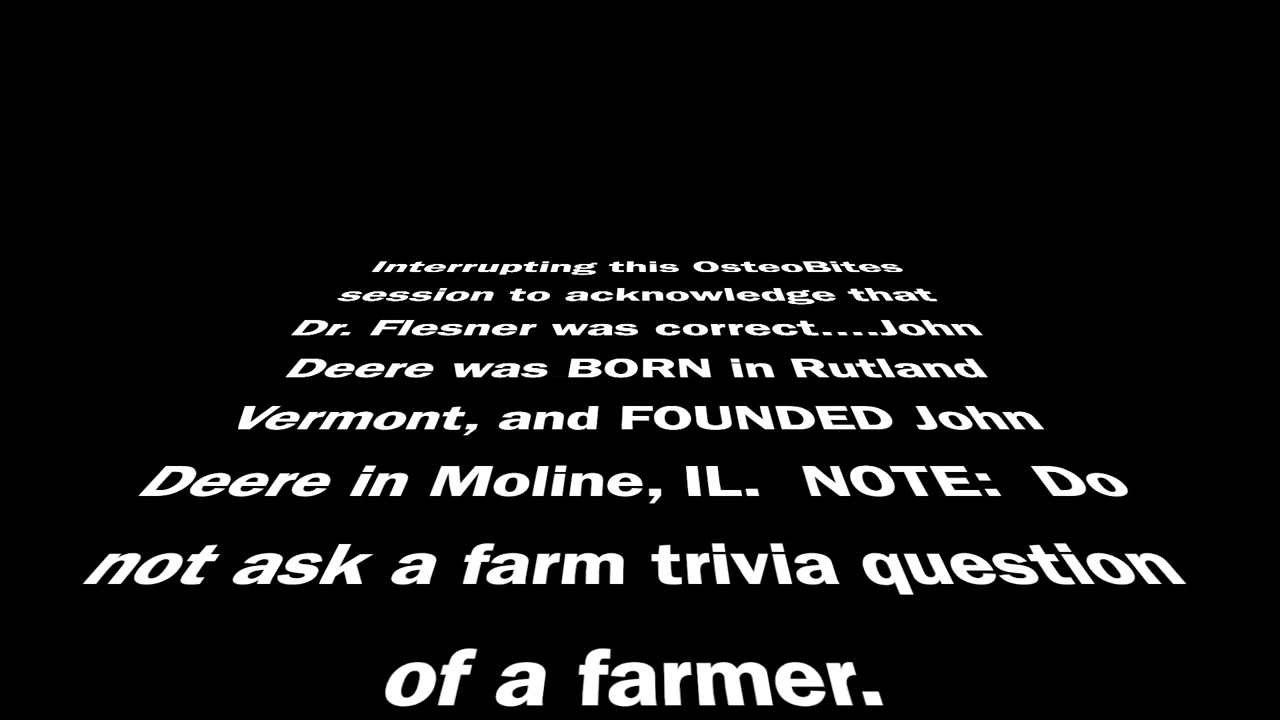 Interrupting this OsteoBites
session to acknowledge that
Dr. Flesner was correct....John
Deere was BORN in Rutland
Vermont, and FOUNDED John
Deere in Moline, IL.  NOTE:  Do
not ask a farm trivia question
of a farmer.